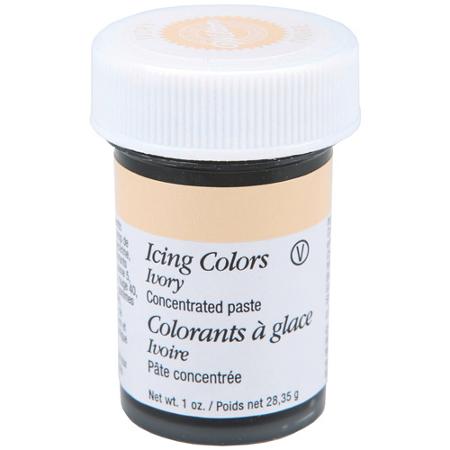 Icing Colors
V
Ivory
Concentrated paste
Colorants à glace
Ivoire
Pâte concentrée
Net wt. 1 oz. / Poids net 28,35 g